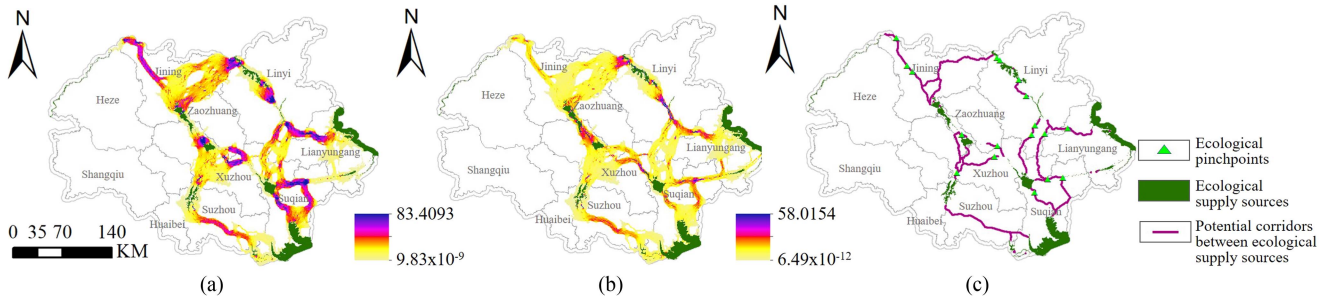 N
Jining
Linyi
Heze
Zaozhuang
Lianyungang
Shangqiu
Xuzhou
Suzhou
Suqian
Huaibei
0 35 70 140
KM
83.4093
9.83x10-9
(a)
N
Jining
Linyi
Heze
Zaozhuang
Lianyungang
Shangqiu
Xuzhou
Suzhou
Suqian
Huaibei
58.0154
6.49x10-12
(b)
N
Jining
Linyi
Heze
Zaozhuang
Lianyungang
Shangqiu
Xuzhou
Suzhou
Suqian
Huaibei
(c)
Ecological
pinchpoints
Ecological
supply sources
Potential corridors
between ecological
supply sources